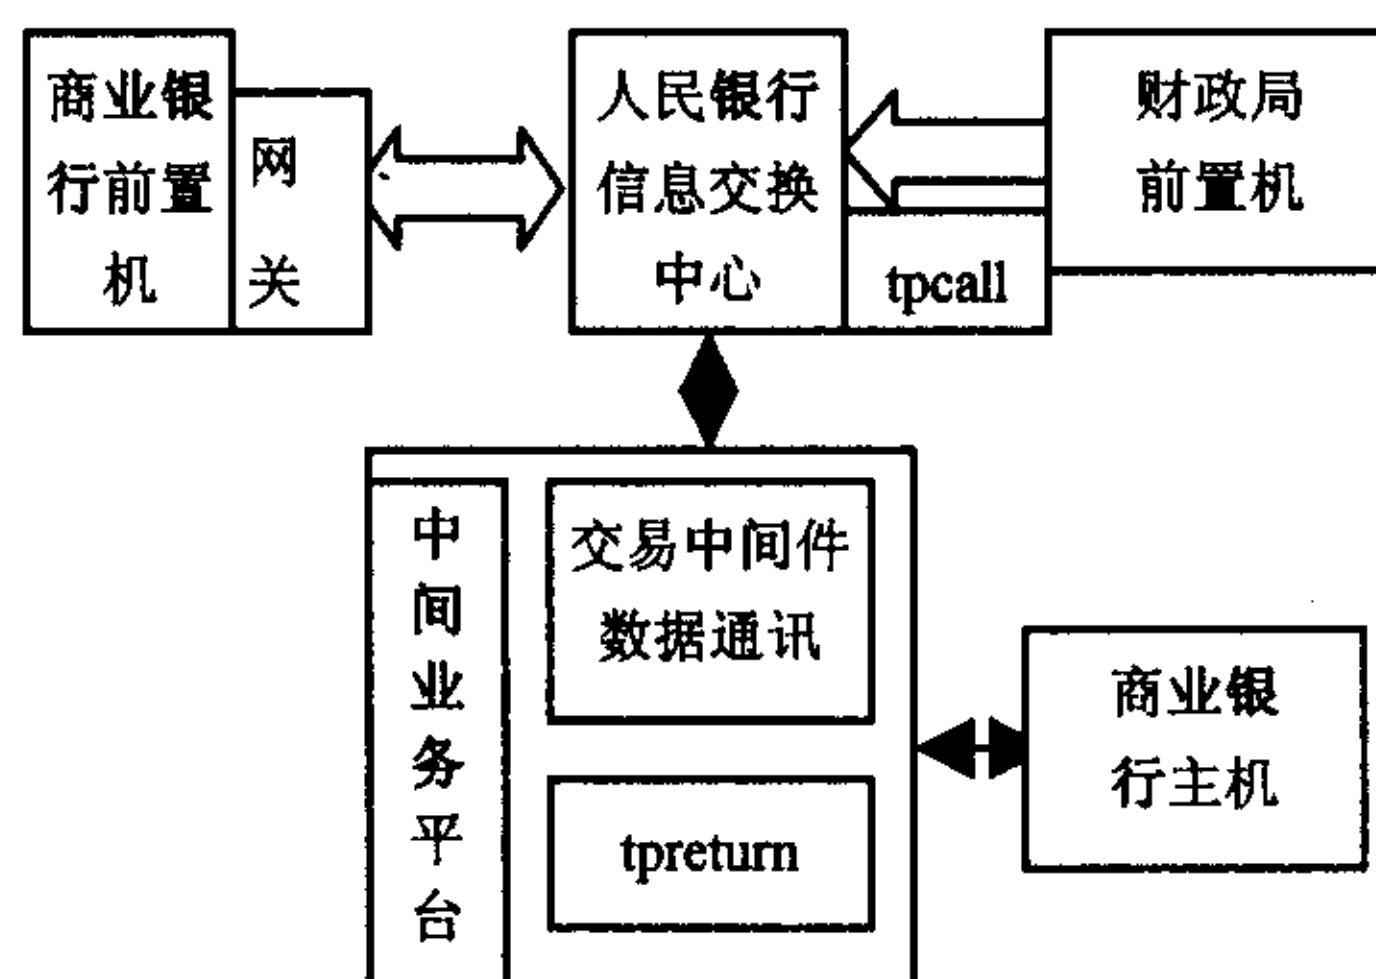 商业银
行前置
机
网
关
人民银行
信息交换
中心
tpcall
财政局
前置机
中
间
业
务
平
台
交易中间件
数据通讯
tpreturn
商业银
行主机